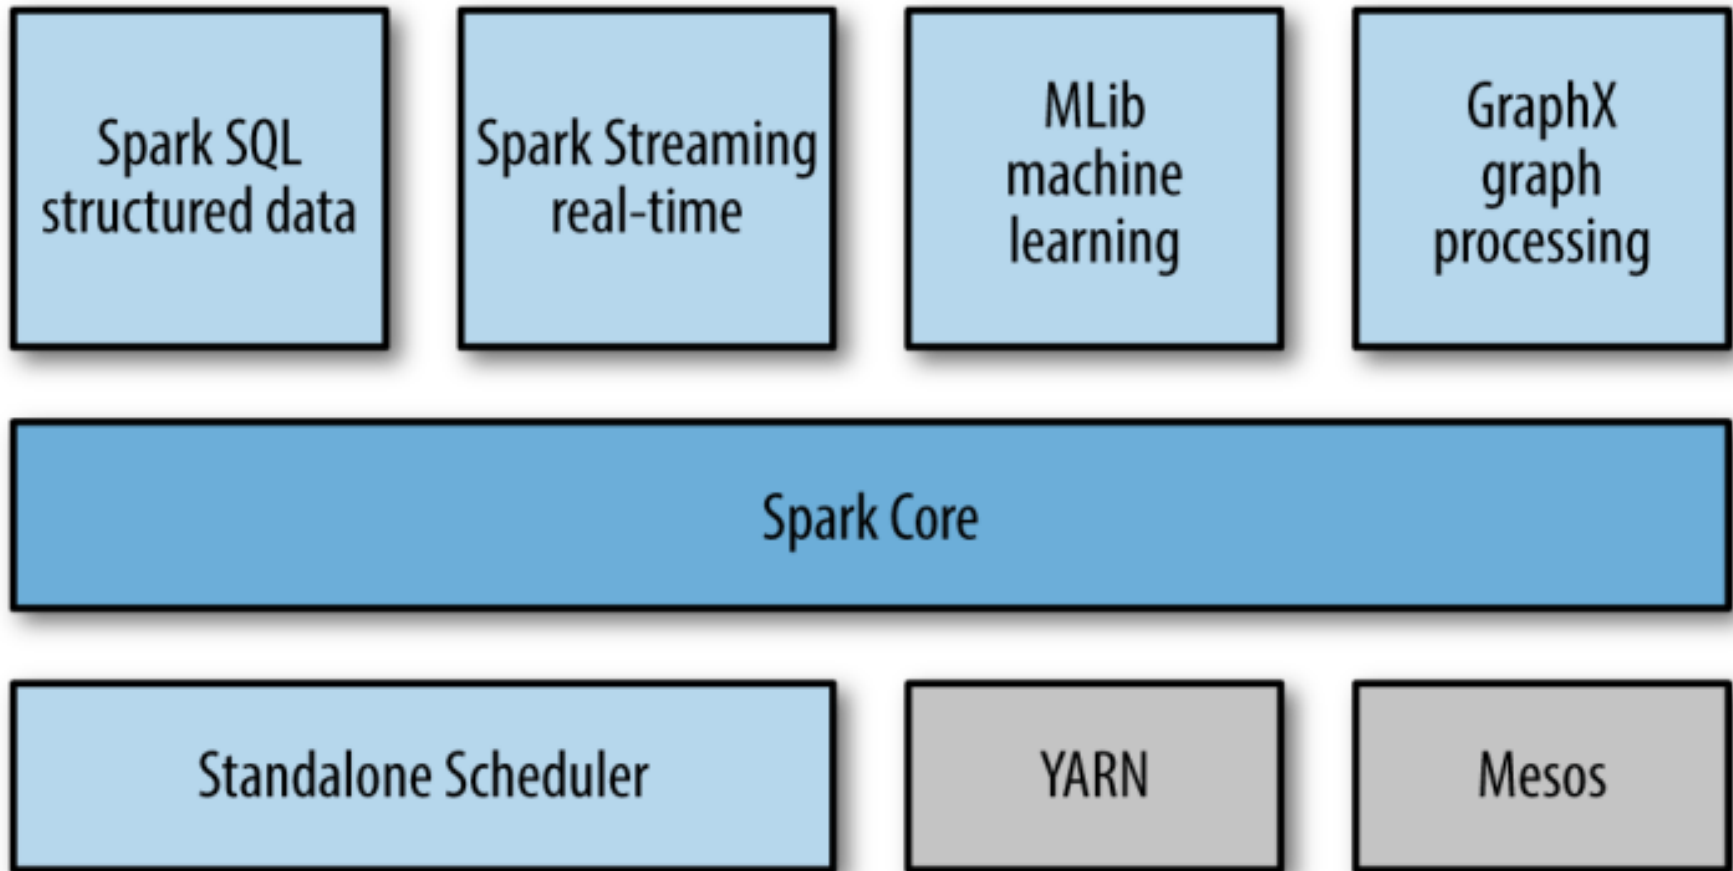 Spark SQL
structured data
Spark Streaming
real-time
MLib
machine
learning
GraphX
graph
processing
Spark Core
Standalone Scheduler
YARN
Mesos